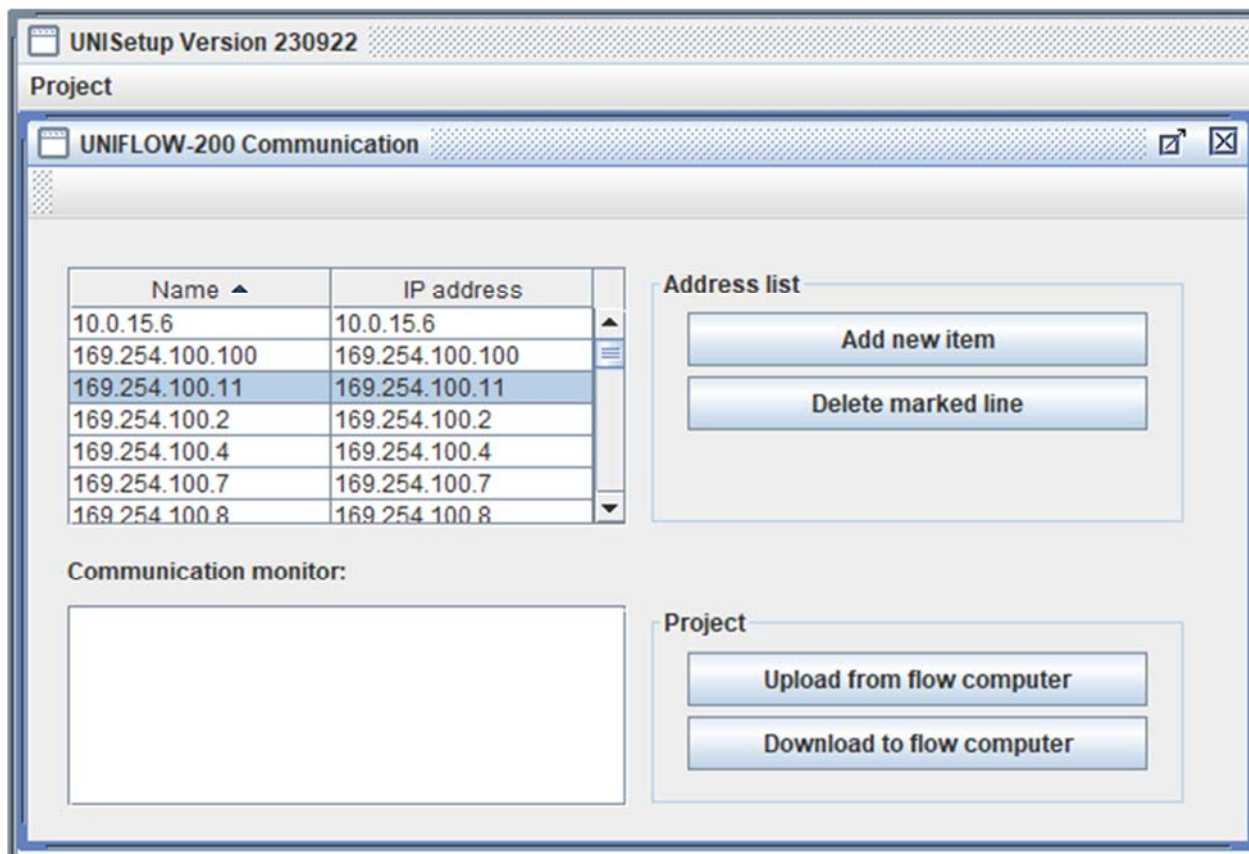 UNISetup Version 230922
Project
UNIFLOW-200 Communication
Name IP address
10.0.15.6 10.0.15.6
169.254.100.100 169.254.100.100
169.254.100.11 169.254.100.11
169.254.100.2 169.254.100.2
169.254.100.4 169.254.100.4
169.254.100.7 169.254.100.7
169.254.100.8 169.254.100.8
Address list
Add new item
Delete marked line
Communication monitor:
Project
Upload from flow computer
Download to flow computer